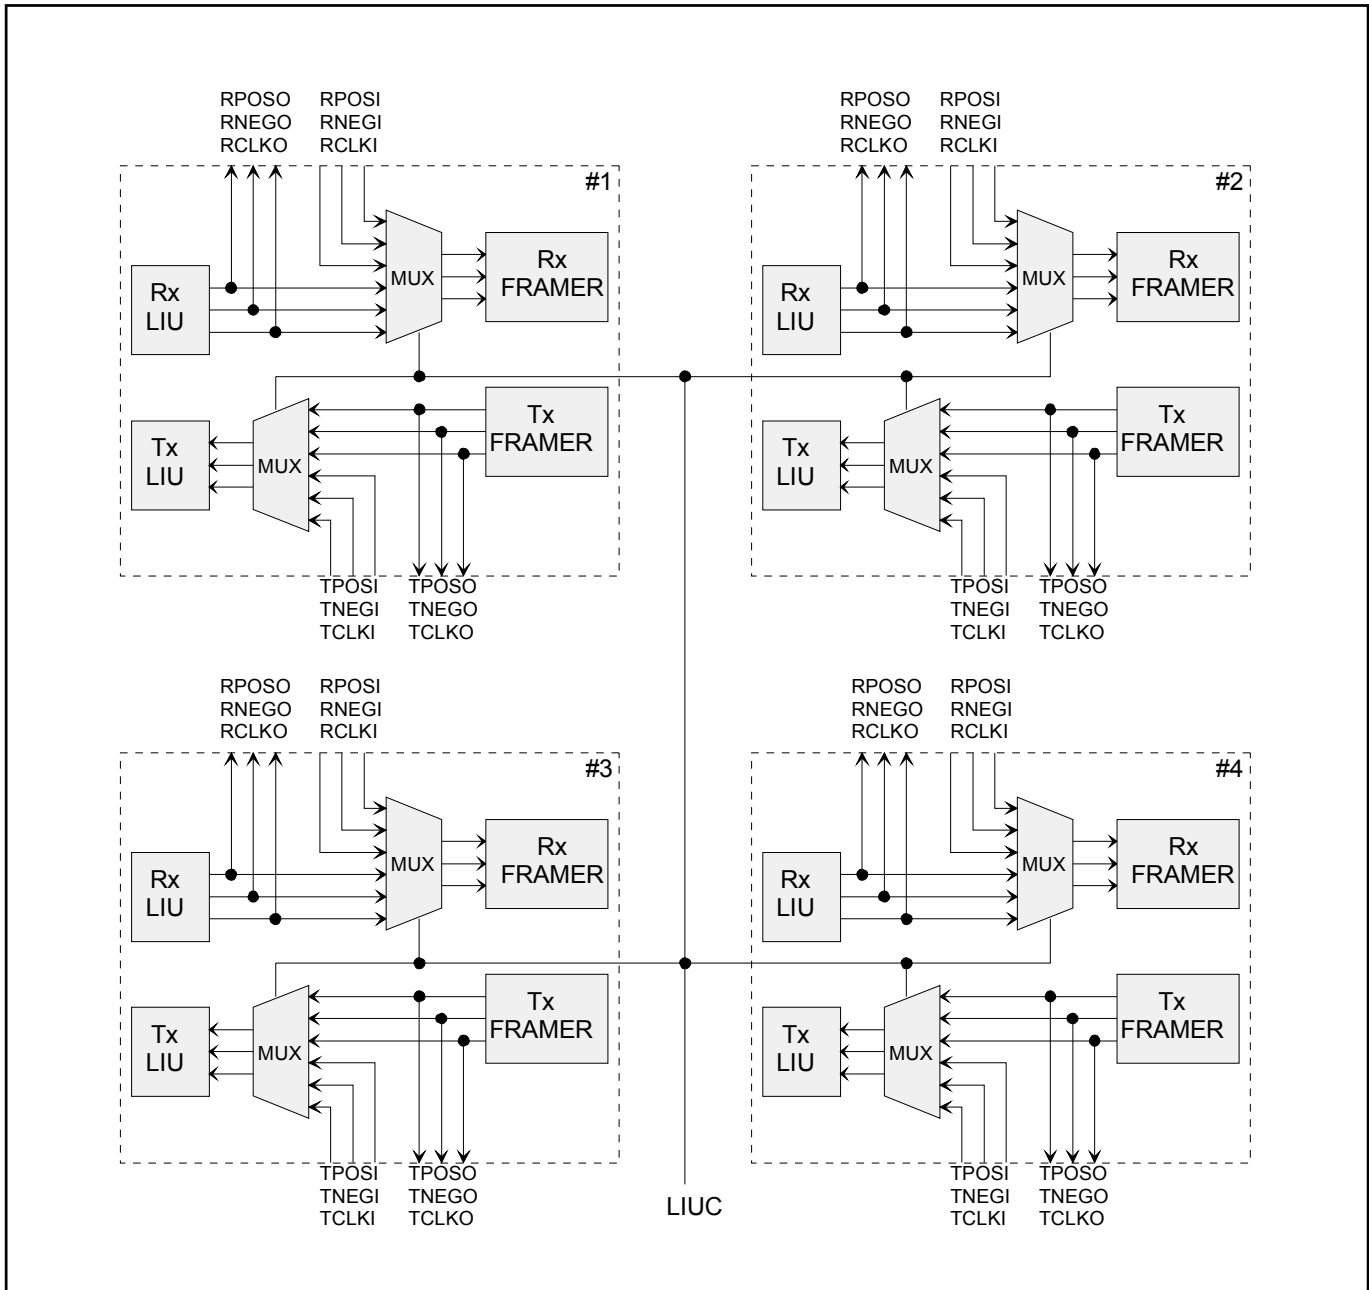 RPOSO RPOSI
RNEGO RNEGI
RCLKO RCLKI
#1
MUX
Rx
FRAMER
Rx
LIU
Tx
FRAMER
Tx
LIU
MUX
TPOSI TPOSO
TNEGI TNEGO
TCLKI TCLKO
RPOSO RPOSI
RNEGO RNEGI
RCLKO RCLKI
#2
MUX
Rx
FRAMER
Rx
LIU
Tx
FRAMER
Tx
LIU
MUX
TPOSI TPOSO
TNEGI TNEGO
TCLKI TCLKO
RPOSO RPOSI
RNEGO RNEGI
RCLKO RCLKI
#3
MUX
Rx
FRAMER
Rx
LIU
Tx
FRAMER
Tx
LIU
MUX
TPOSI TPOSO
TNEGI TNEGO
TCLKI TCLKO
RPOSO RPOSI
RNEGO RNEGI
RCLKO RCLKI
#4
MUX
Rx
FRAMER
Rx
LIU
Tx
FRAMER
Tx
LIU
MUX
TPOSI TPOSO
TNEGI TNEGO
TCLKI TCLKO
LIUC